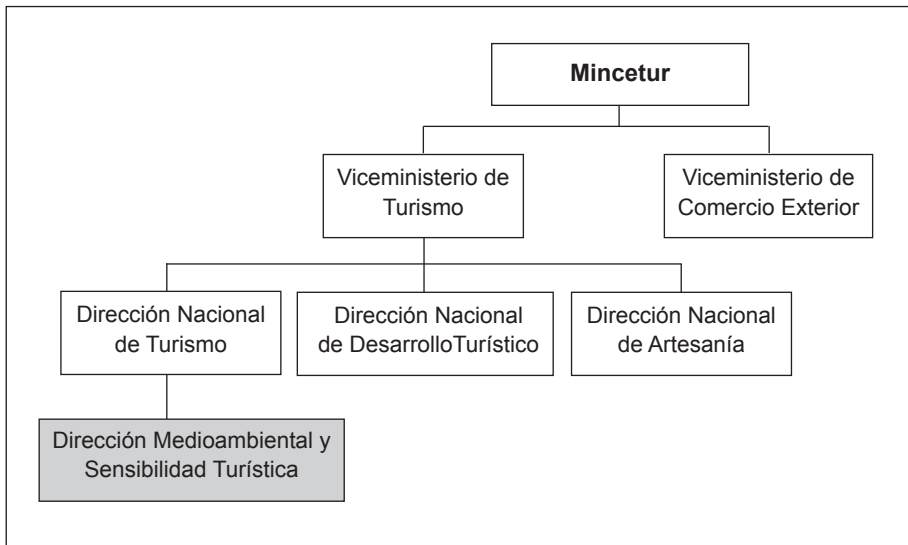 Mincetur
Viceministerio de
Turismo
Viceministerio de
Comercio Exterior
Dirección Nacional
de Turismo
Dirección Nacional
de DesarrolloTurístico
Dirección Nacional
de Artesanía
Dirección Medioambiental y
Sensibilidad Turística